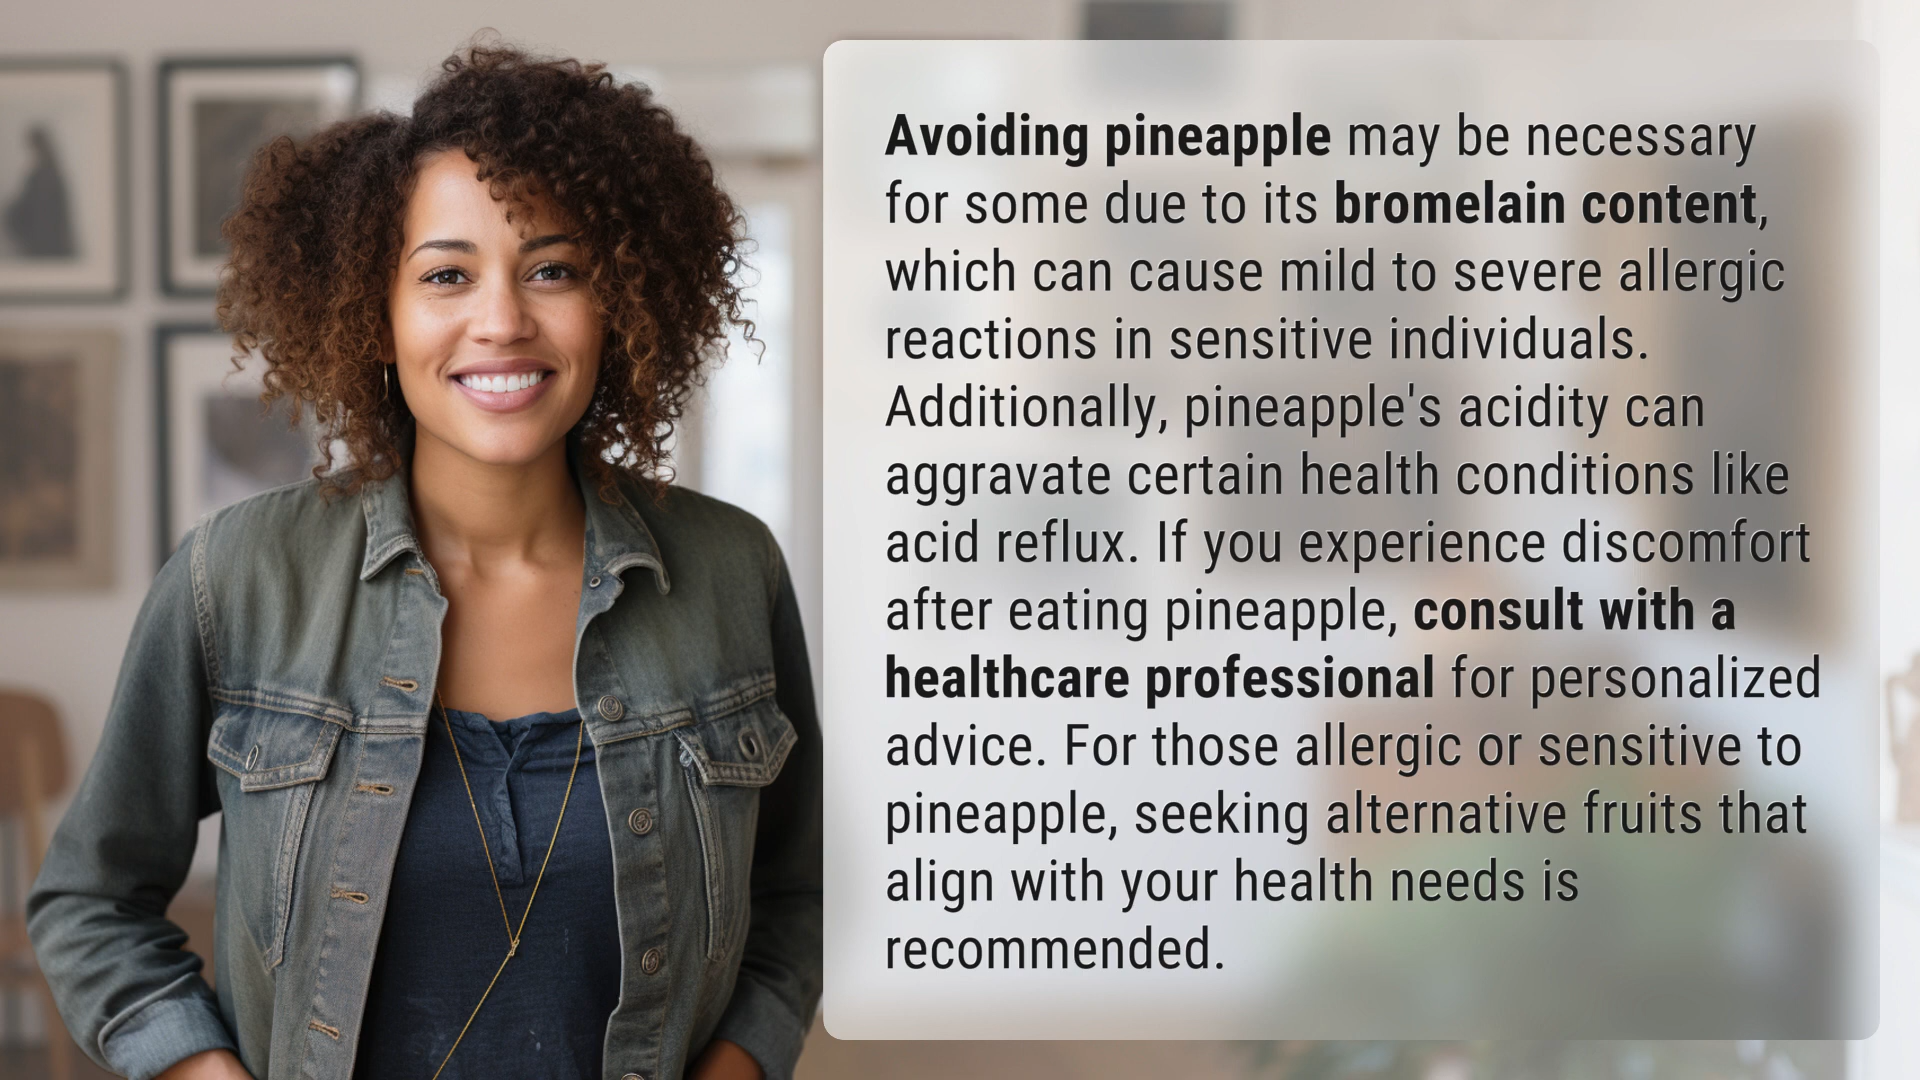 Avoiding pineapple may be necessary
for some due to its bromelain content,
which can cause mild to severe allergic
reactions in sensitive individuals.
Additionally, pineapple's acidity can
aggravate certain health conditions like
acid reflux. If you experience discomfort
after eating pineapple, consult with a
healthcare professional for personalized
advice. For those allergic or sensitive to
pineapple, seeking alternative fruits that
align with your health needs is
recommended.